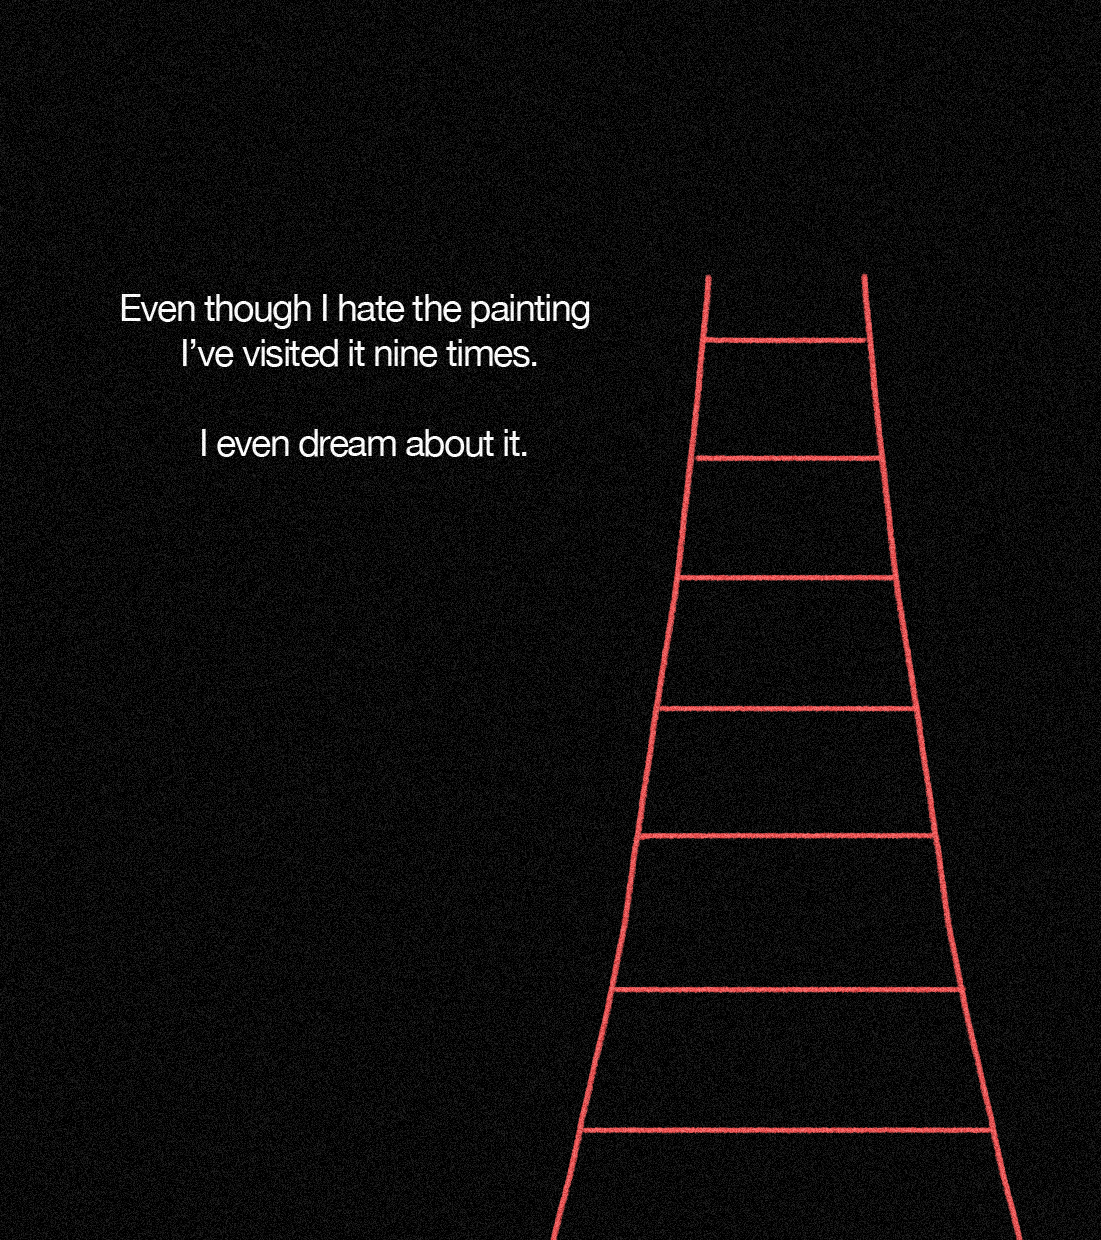 Even though I hate the painting
I’ve visited it nine times.
I even dream about it.